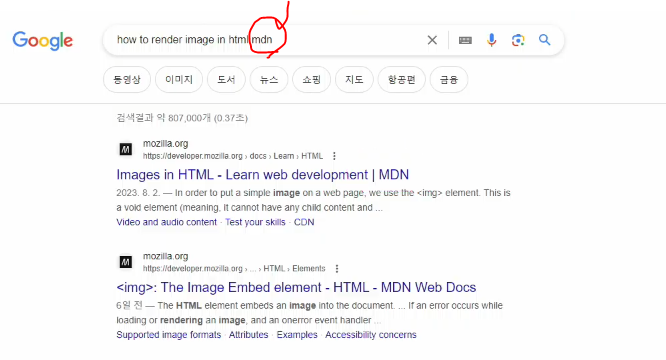 Google
how to render image in html mdn
동영상 이미지 도서 뉴스 쇼핑 지도 항공편 금융
검색결과 약 807,000개 (0.37초)
mozilla.org
https://developer.mozilla.org › docs › Learn › HTML
Images in HTML - Learn web development | MDN
2023. 8. 2. — In order to put a simple image on a web page, we use the <img> element. This is
a void element (meaning, it cannot have any child content and ...
Video and audio content · Test your skills · CDN
mozilla.org
https://developer.mozilla.org › ... › HTML › Elements
<img>: The Image Embed element - HTML - MDN Web Docs
6일 전 — The HTML element embeds an image into the document. ... If an error occurs while
loading or rendering an image, and an onerror event handler ...
Supported image formats · Attributes · Examples · Accessibility concerns